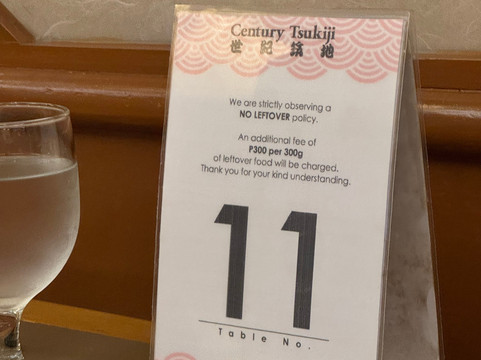 Century Tsukiji
世紀築地
We are strictly observing a
NO LEFTOVER policy.
An additional fee of
P300 per 300g
of leftover food will be charged.
Thank you for your kind understanding.
11
Table No.